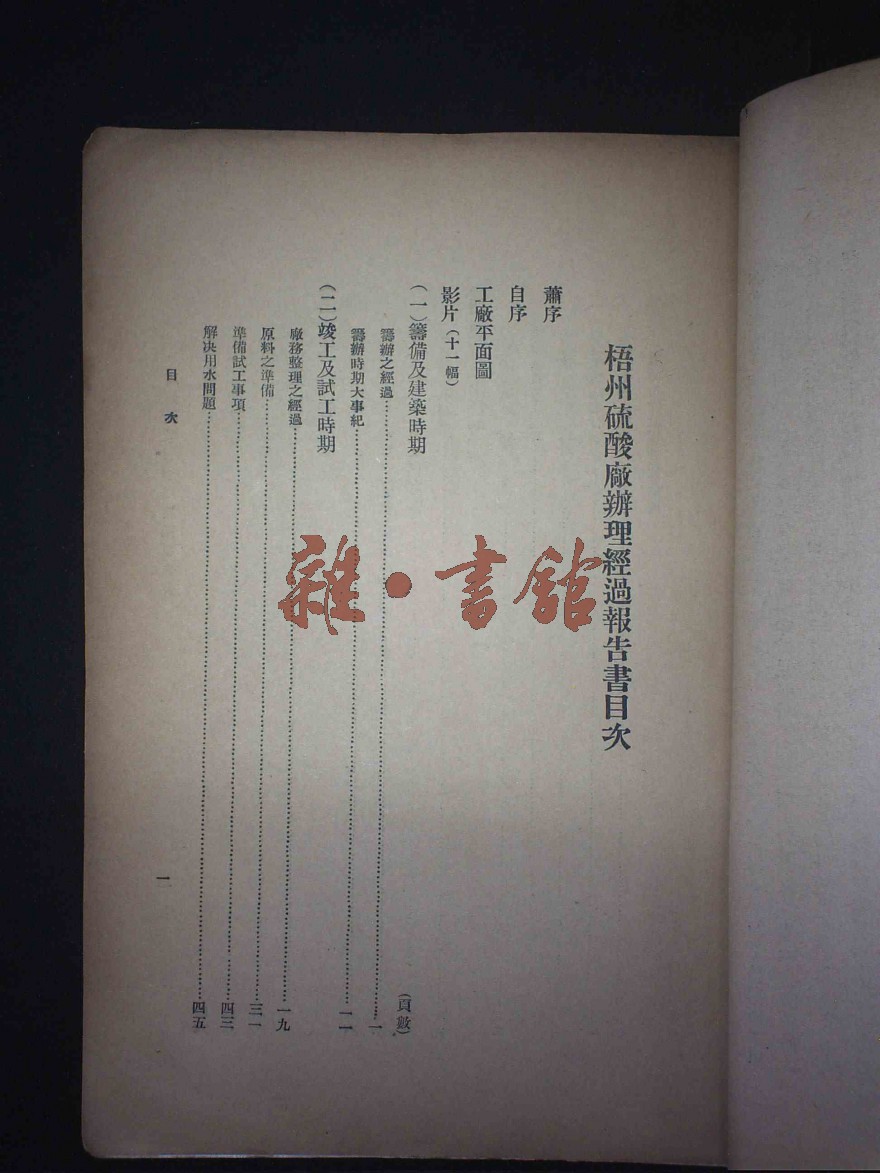 梧州硫酸廠辦理經過報告書目次
蕭序
自序
工廠平面圖
影片(十一幅)
(一)籌備及建築時期 (頁數)
籌辦之經過 一
籌辦時期大事紀 一一
(二)竣工及試工時期
廠務整理之經過 一九
原料之準備 三一
準備試工事項 四三
解決用水問題 四五
目次
一
雜·書館